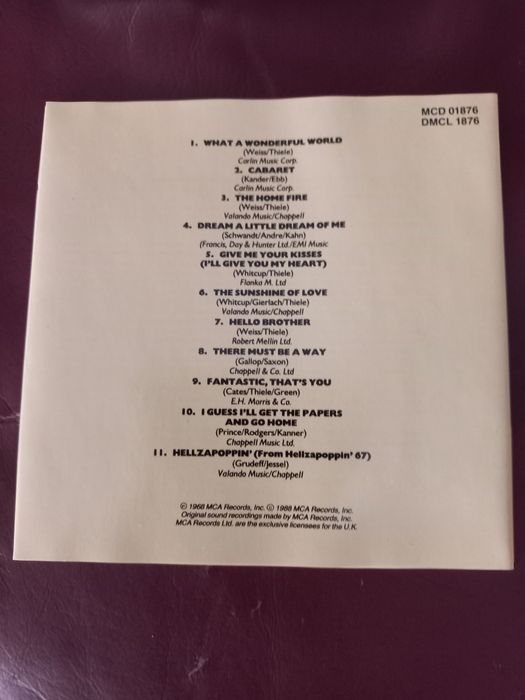 MCD 01876
DMCL 1876
1. WHAT A WONDERFUL WORLD
(Weiss/Thiele)
Carlin Music Corp.
2. CABARET
(Kander/Ebb)
Carlin Music Corp.
3. THE HOME FIRE
(Weiss/Thiele)
Valando Music/Chappell
4. DREAM A LITTLE DREAM OF ME
(Schwandt/Andre/Kahn)
(Francis, Day & Hunter Ltd./EMI Music
5. GIVE ME YOUR KISSES
(I'LL GIVE YOU MY HEART)
(Whitcup/Thiele)
Flanka M. Ltd
6. THE SUNSHINE OF LOVE
(Whitcup/Gierlach/Thiele)
Valando Music/Chappell
7. HELLO BROTHER
(Weiss/Thiele)
Robert Mellin Ltd.
8. THERE MUST BE A WAY
(Gallop/Saxon)
Chappell & Co. Ltd
9. FANTASTIC, THAT'S YOU
(Cates/Thiele/Green)
E.H. Morris & Co.
10. I GUESS I'LL GET THE PAPERS
AND GO HOME
(Prince/Rodgers/Kanner)
Chappell Music Ltd.
11. HELLZAPOPPIN' (From Hellzapoppin' 67)
(Grudeff/Jessel)
Valando Music/Chappell
℗ 1968 MCA Records, Inc. © 1988 MCA Records, Inc.
Original sound recordings made by MCA Records, Inc.
MCA Records Ltd. are the exclusive licensees for the U.K.